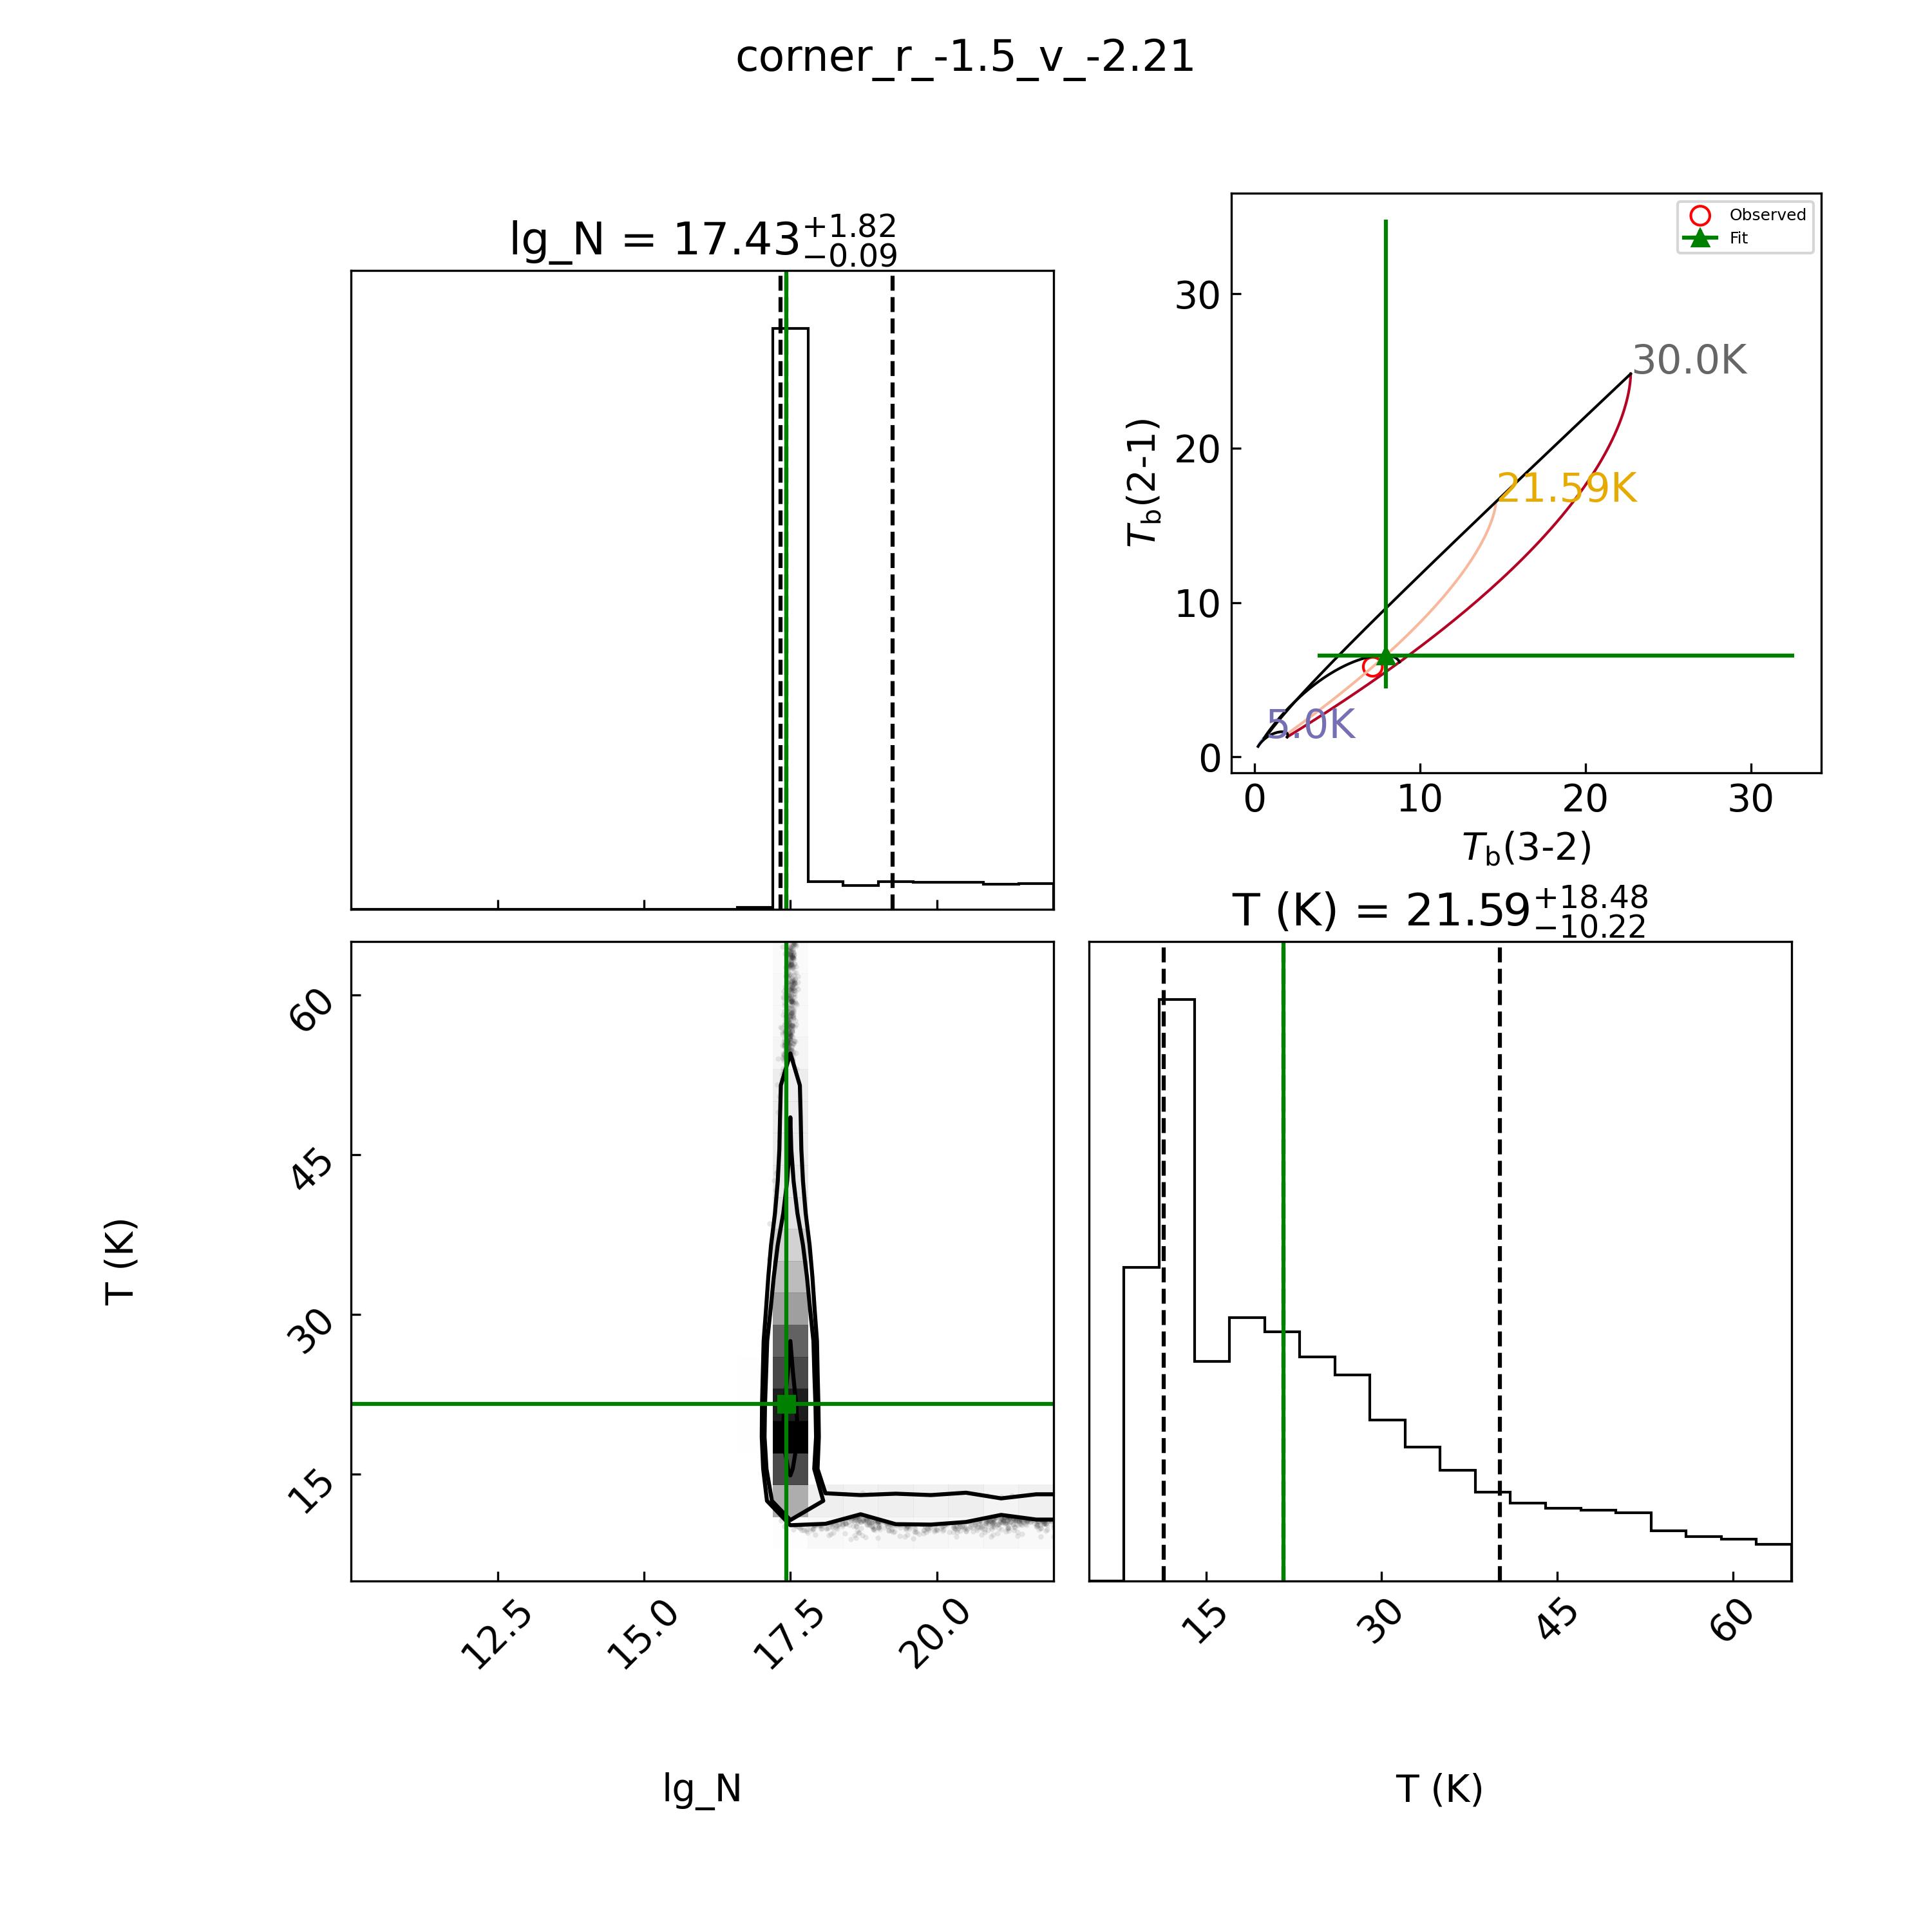 corner_r_-1.5_v_-2.21
lg_N = 17.43+1.82−0.09
Observed
Fit
30
20
10
0
Tb(2-1)
30.0K
21.59K
5.0K
0 10 20 30
Tb(3-2)
T (K) = 21.59+18.48−10.22
60
45
30
15
T (K)
12.5 15.0 17.5 20.0
lg_N
15 30 45 60
T (K)